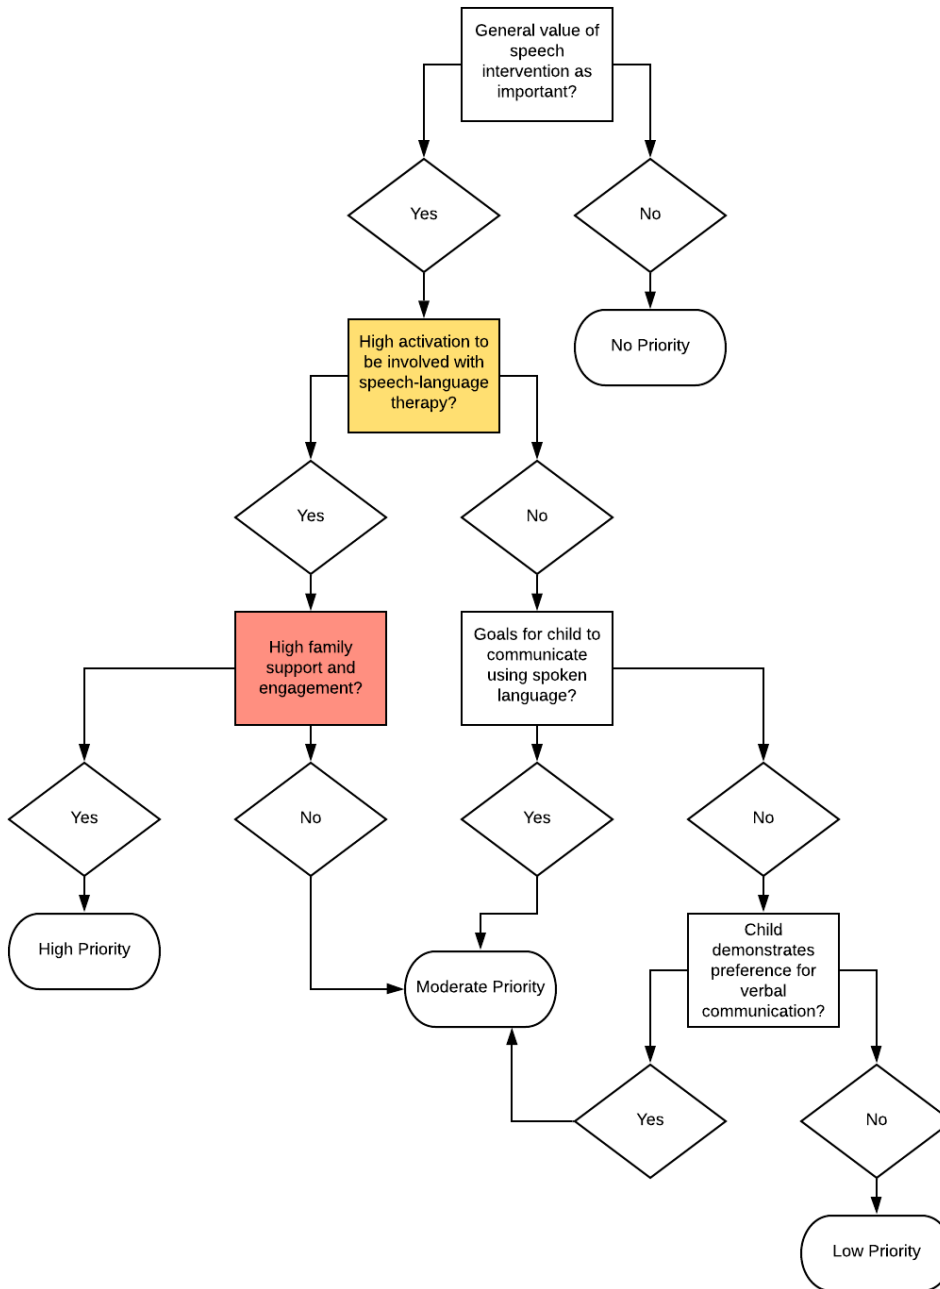 General value of
speech
intervention as
important?
Yes
No
High activation to
be involved with
speech-language
therapy?
No Priority
Yes
No
High family
support and
engagement?
Goals for child to
communicate
using spoken
language?
Yes
No
Yes
No
High Priority
Moderate Priority
Child
demonstrates
preference for
verbal
communication?
Yes
No
Low Priority